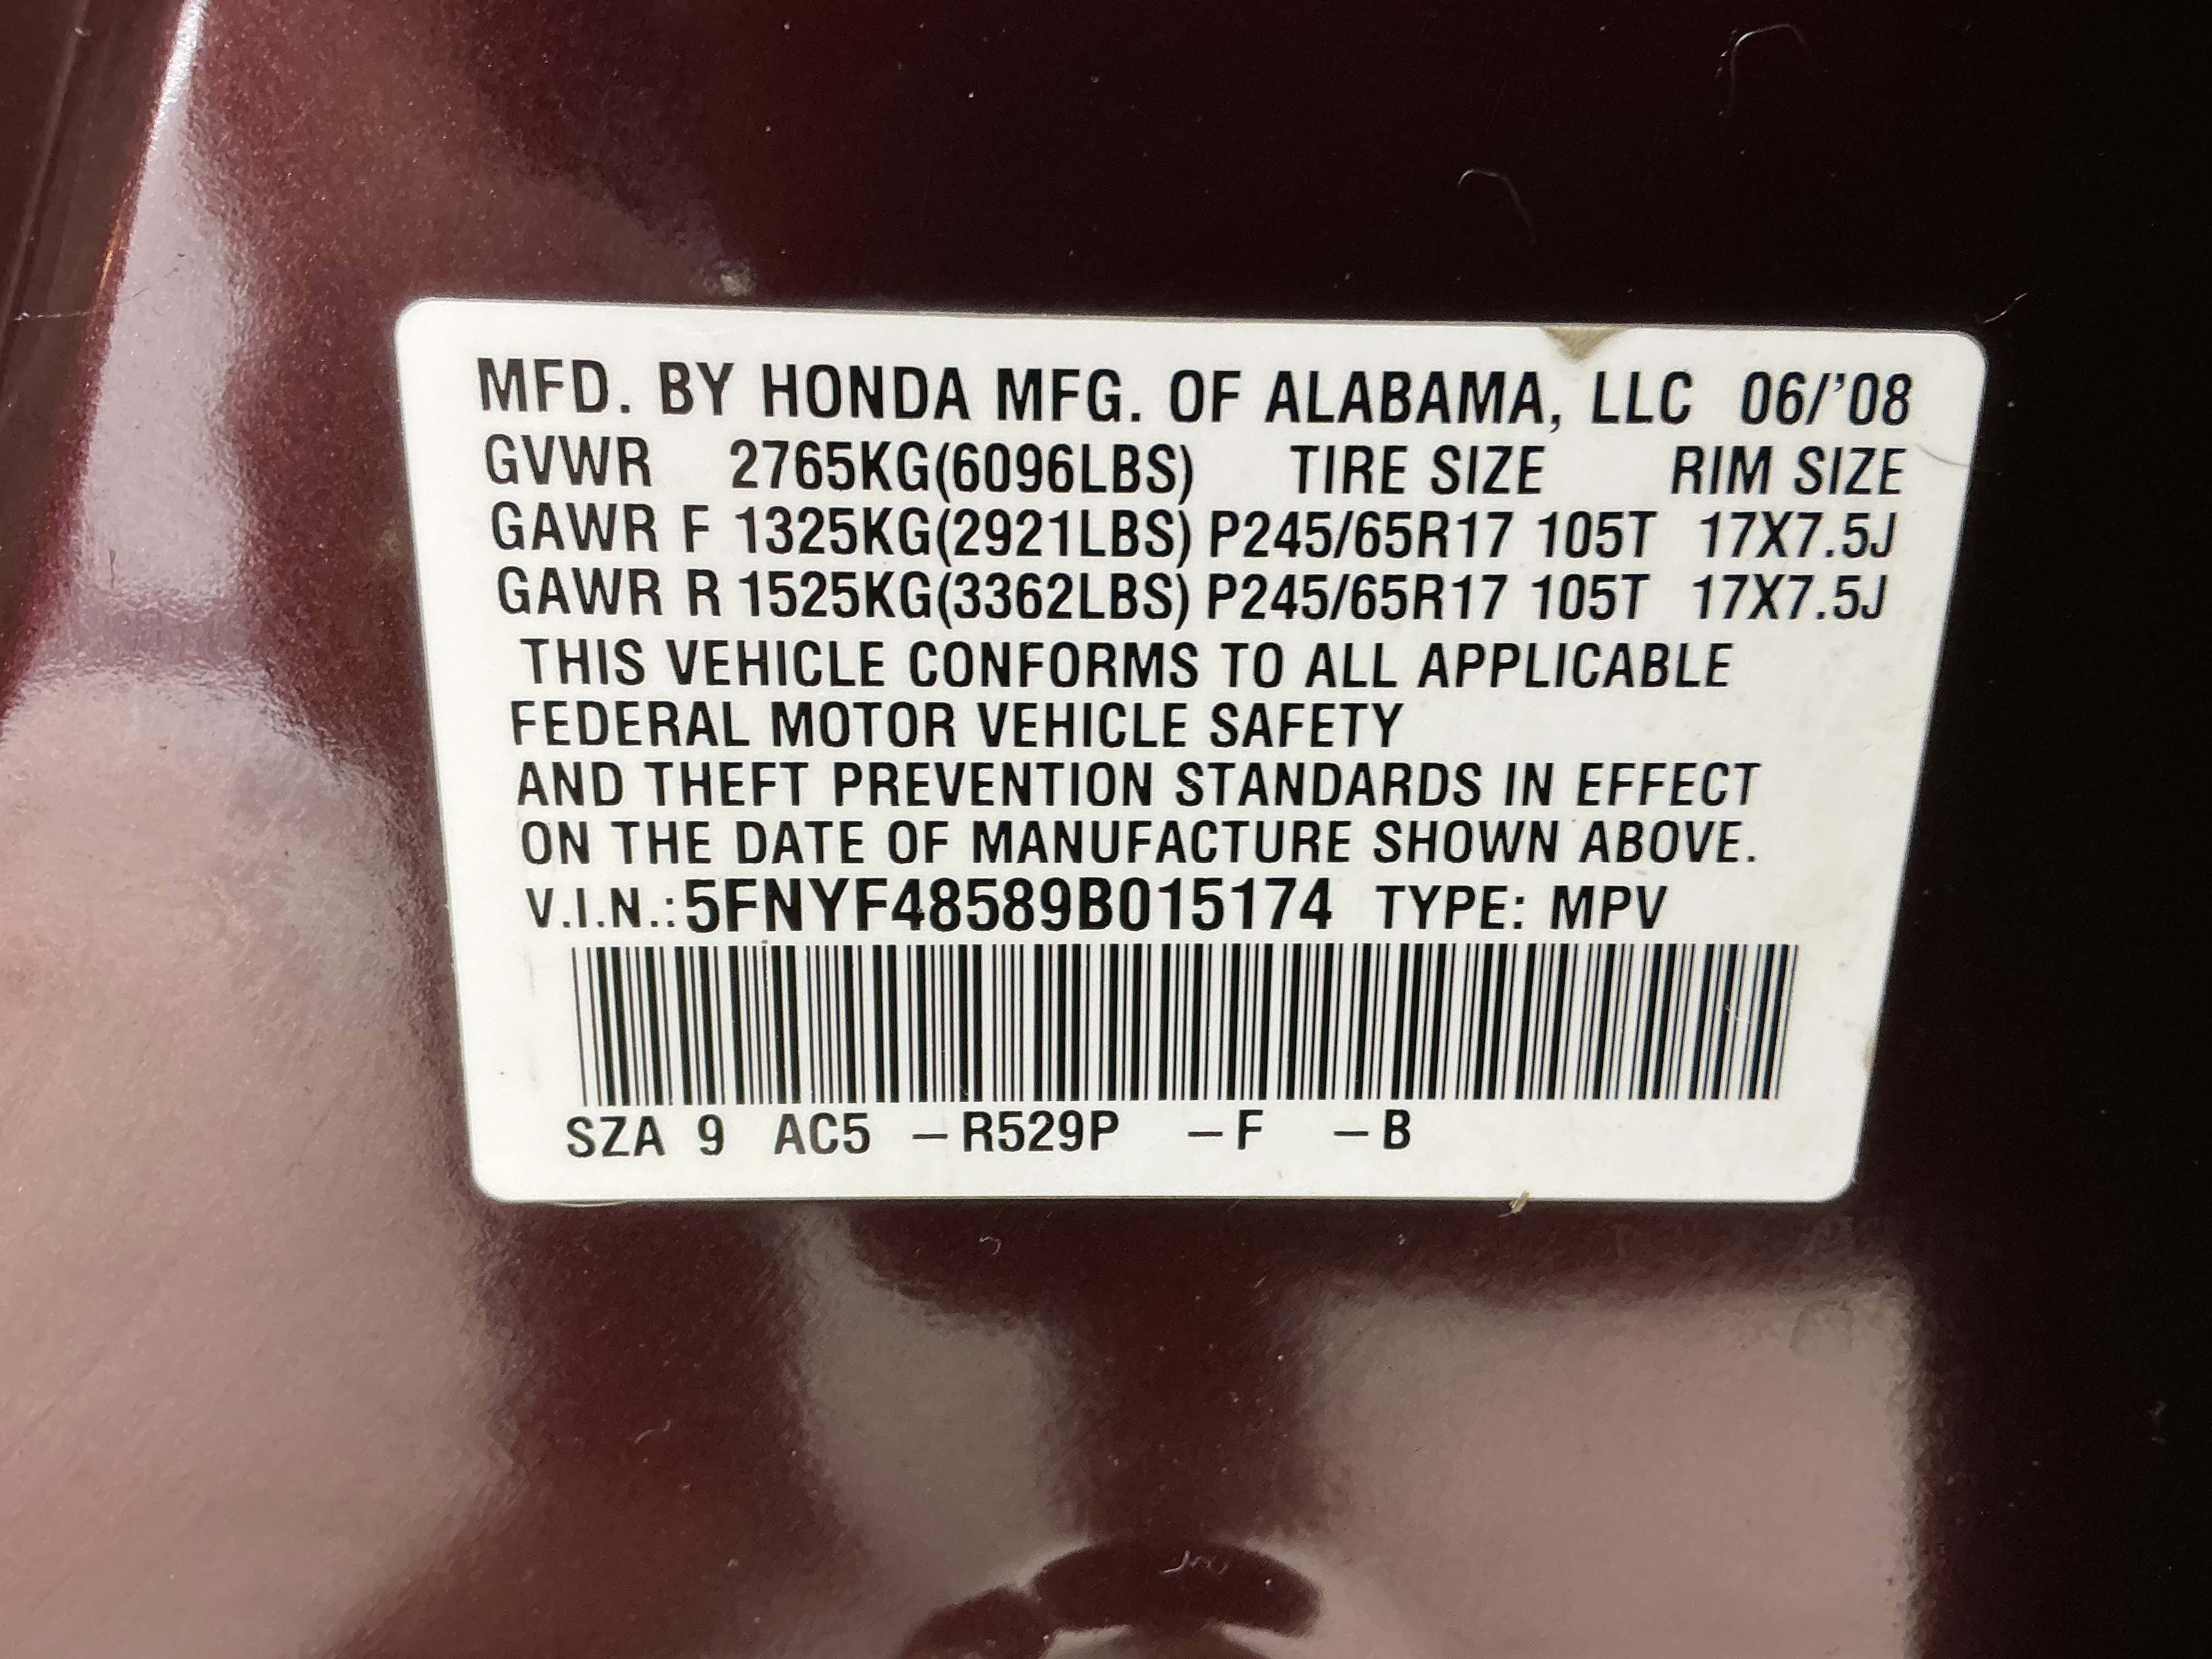 MFD. BY HONDA MFG. OF ALABAMA, LLC 06/'08
GVWR 2765KG(6096LBS) TIRE SIZE RIM SIZE
GAWR F 1325KG(2921LBS) P245/65R17 105T 17X7.5J
GAWR R 1525KG(3362LBS) P245/65R17 105T 17X7.5J
THIS VEHICLE CONFORMS TO ALL APPLICABLE
FEDERAL MOTOR VEHICLE SAFETY
AND THEFT PREVENTION STANDARDS IN EFFECT
ON THE DATE OF MANUFACTURE SHOWN ABOVE.
V.I.N.:5FNYF48589B015174 TYPE: MPV
SZA 9 AC5 –R529P –F –B